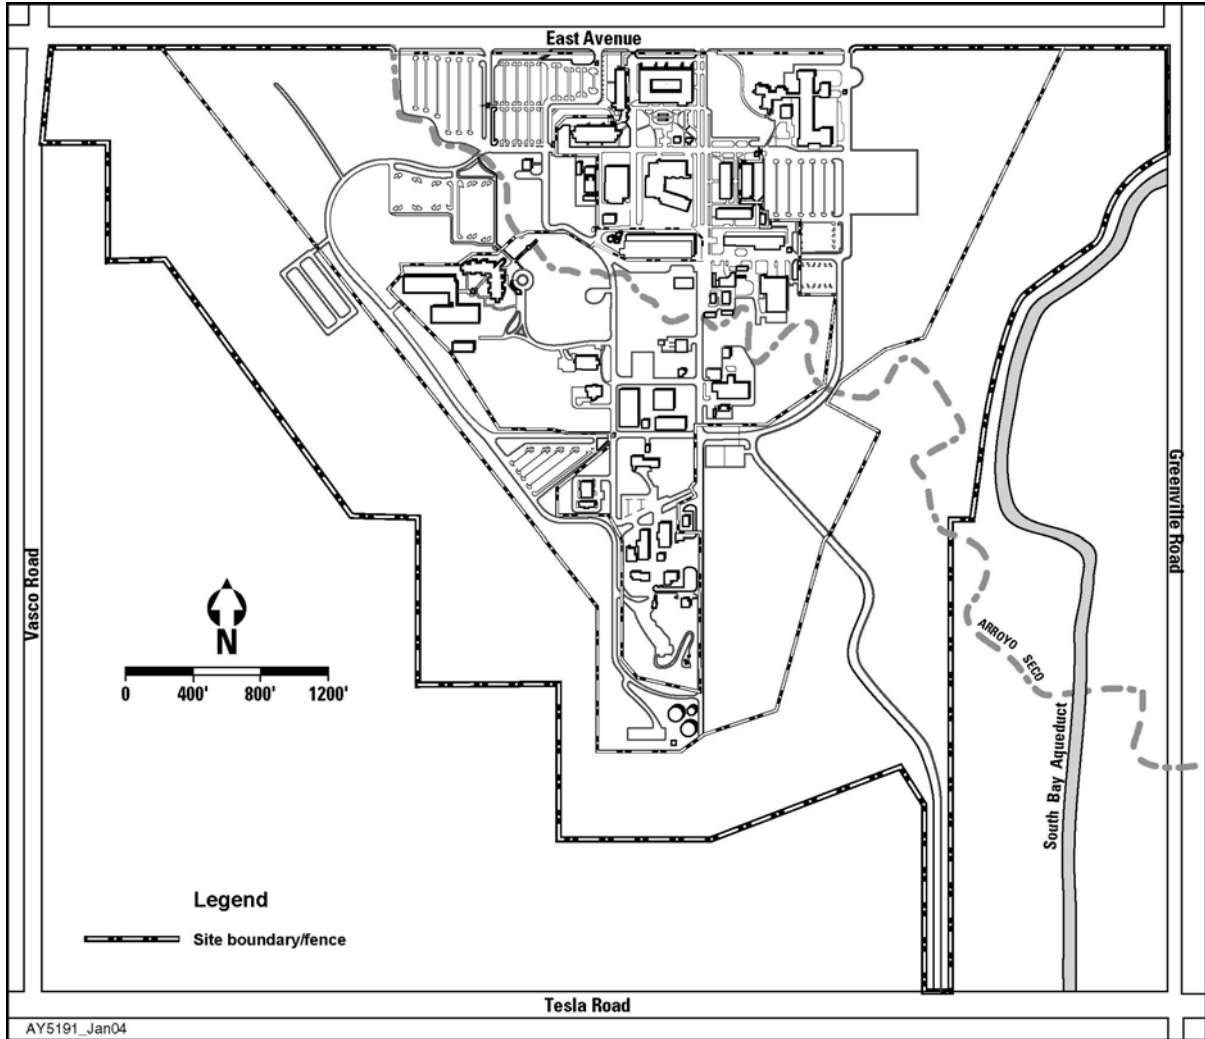 East Avenue
Vasco Road
Greenville Road
N
0 400' 800' 1200'
ARROYO SECO
South Bay Aqueduct
Legend
Site boundary/fence
Tesla Road
AY5191_Jan04